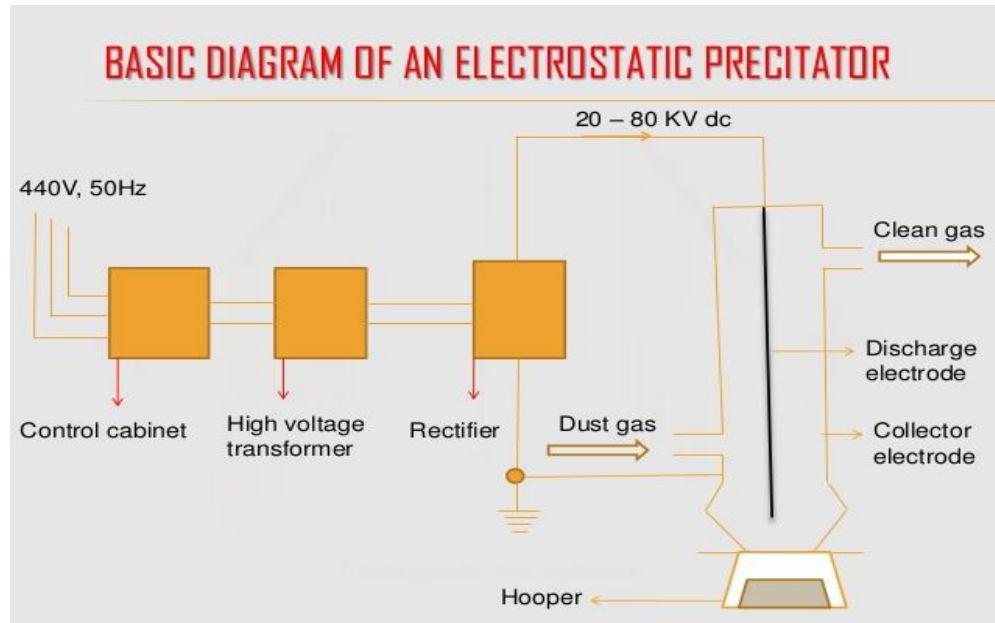 BASIC DIAGRAM OF AN ELECTROSTATIC PRECITATOR
20 – 80 KV dc
440V, 50Hz
Clean gas
Discharge
electrode
Control cabinet
High voltage
transformer
Rectifier
Dust gas
Collector
electrode
Hooper